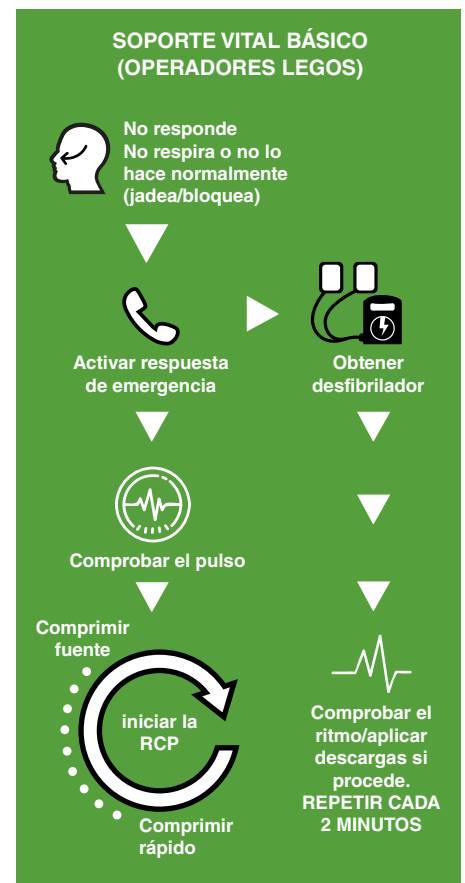 SOPORTE VITAL BÁSICO
(OPERADORES LEGOS)
No responde
No respira o no lo
hace normalmente
(jadea/bloquea)
Activar respuesta
de emergencia
Obtener
desfibrilador
Comprobar el pulso
Comprimir
fuente
iniciar la
RCP
Comprimir
rápido
Comprobar el
ritmo/aplicar
descargas si
procede.
REPETIR CADA
2 MINUTOS